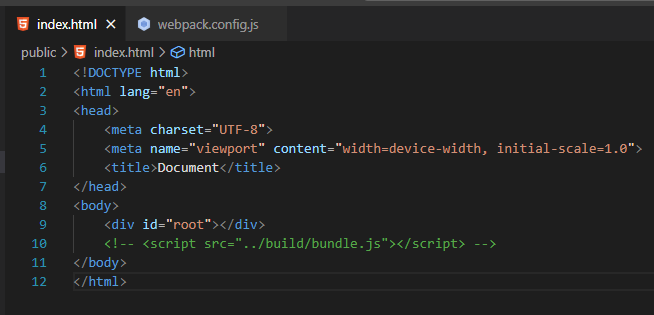 index.html × webpack.config.js
public > index.html > html
1 <!DOCTYPE html>
2 <html lang="en">
3 <head>
4     <meta charset="UTF-8">
5     <meta name="viewport" content="width=device-width, initial-scale=1.0">
6     <title>Document</title>
7 </head>
8 <body>
9     <div id="root"></div>
10     <!-- <script src="../build/bundle.js"></script> -->
11 </body>
12 </html>